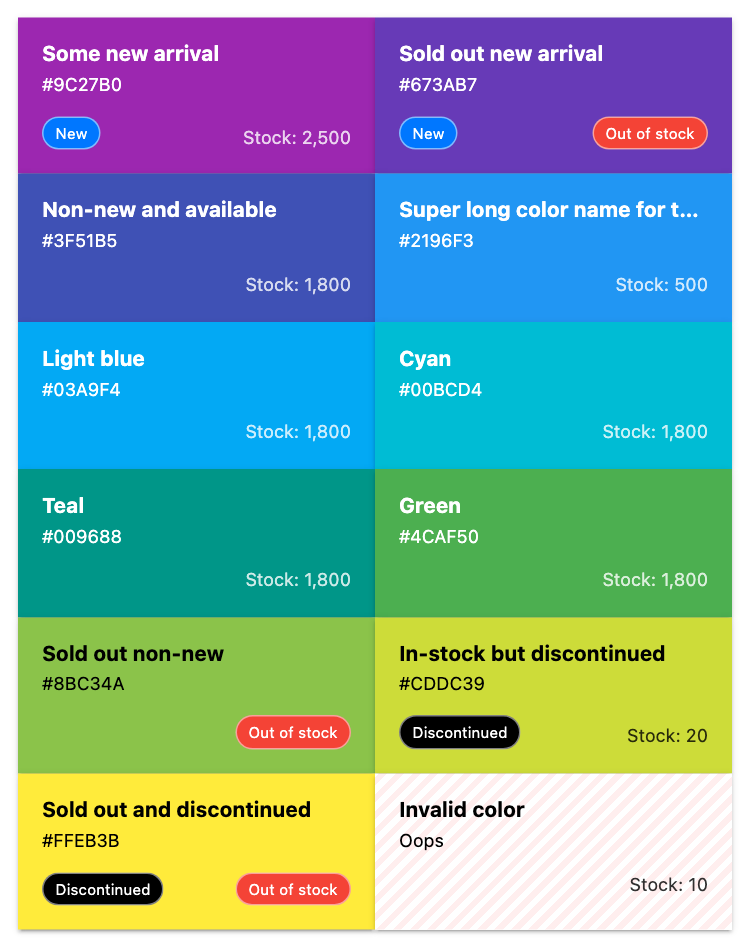 Some new arrival
#9C27B0
New
Stock: 2,500
Sold out new arrival
#673AB7
New
Out of stock
Non-new and available
#3F51B5
Stock: 1,800
Super long color name for t...
#2196F3
Stock: 500
Light blue
#03A9F4
Stock: 1,800
Cyan
#00BCD4
Stock: 1,800
Teal
#009688
Stock: 1,800
Green
#4CAF50
Stock: 1,800
Sold out non-new
#8BC34A
Out of stock
In-stock but discontinued
#CDDC39
Discontinued
Stock: 20
Sold out and discontinued
#FFEB3B
Discontinued
Out of stock
Invalid color
Oops
Stock: 10